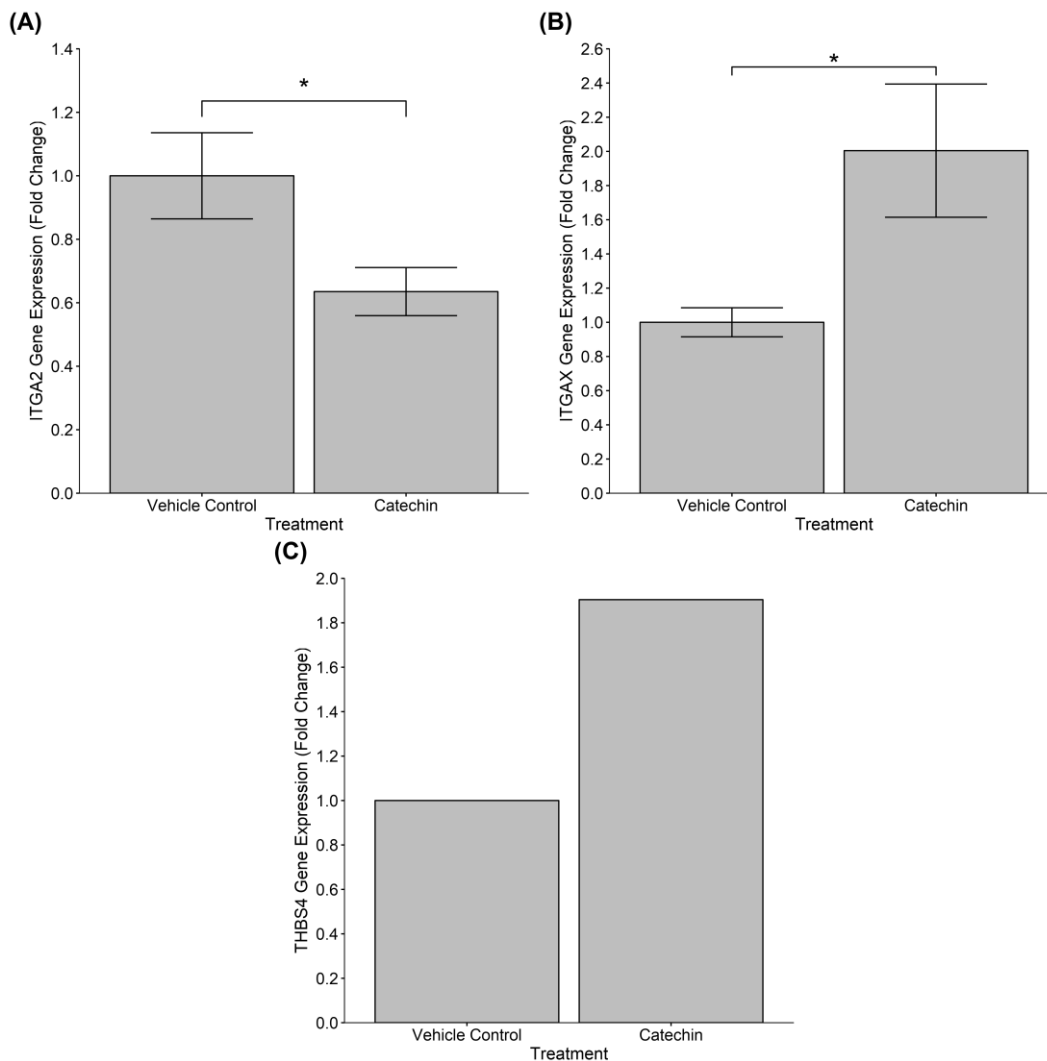 (A)
ITGA2 Gene Expression (Fold Change)
1.4
1.2
1.0
0.8
0.6
0.4
0.2
0.0
*
Vehicle Control
Catechin
Treatment
(B)
ITGAX Gene Expression (Fold Change)
2.6
2.4
2.2
2.0
1.8
1.6
1.4
1.2
1.0
0.8
0.6
0.4
0.2
0.0
*
Vehicle Control
Catechin
Treatment
(C)
THBS4 Gene Expression (Fold Change)
2.0
1.8
1.6
1.4
1.2
1.0
0.8
0.6
0.4
0.2
0.0
Vehicle Control
Catechin
Treatment